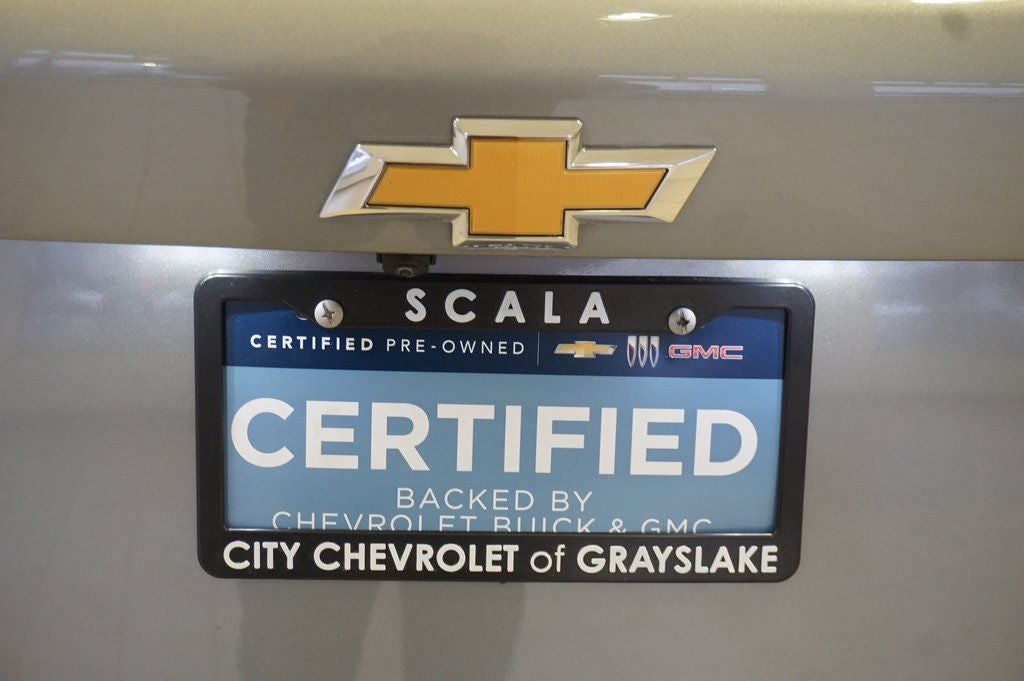 SCALA
CERTIFIED PRE-OWNED GMC
CERTIFIED
BACKED BY
CHEVROLET BUICK & GMC
CITY CHEVROLET of GRAYSLAKE